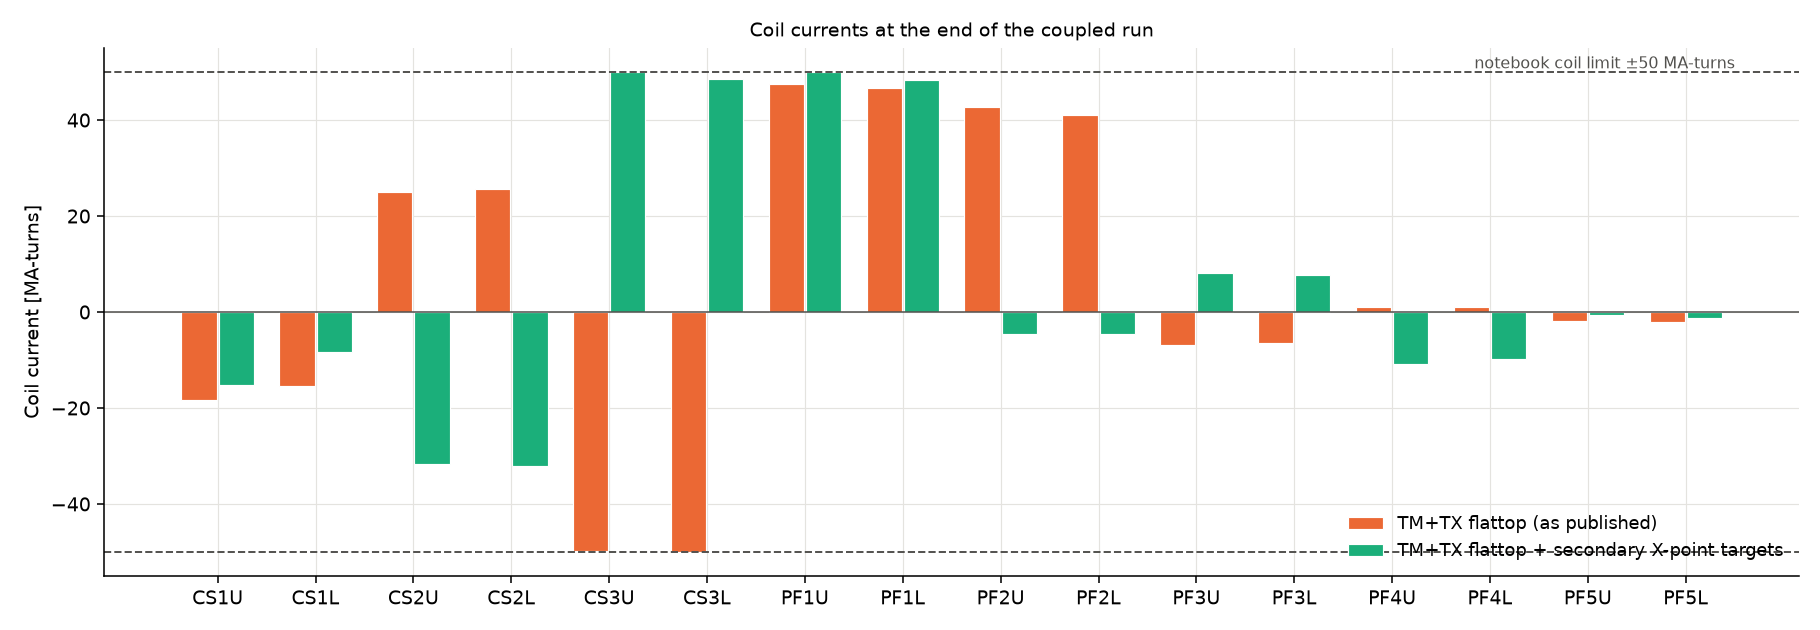 Coil currents at the end of the coupled run
notebook coil limit ±50 MA-turns
Coil current [MA-turns]
40
20
0
−20
−40
TM+TX flattop (as published)
TM+TX flattop + secondary X-point targets
CS1U CS1L CS2U CS2L CS3U CS3L PF1U PF1L PF2U PF2L PF3U PF3L PF4U PF4L PF5U PF5L